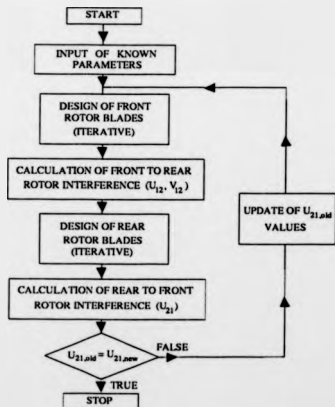 START
INPUT OF KNOWN
PARAMETERS
DESIGN OF FRONT
ROTOR BLADES
(ITERATIVE)
CALCULATION OF FRONT TO REAR
ROTOR INTERFERENCE (U12, V12)
DESIGN OF REAR
ROTOR BLADES
(ITERATIVE)
CALCULATION OF REAR TO FRONT
ROTOR INTERFERENCE (U21)
UPDATE OF U21,old
VALUES
U21,old = U21,new
FALSE
TRUE
STOP